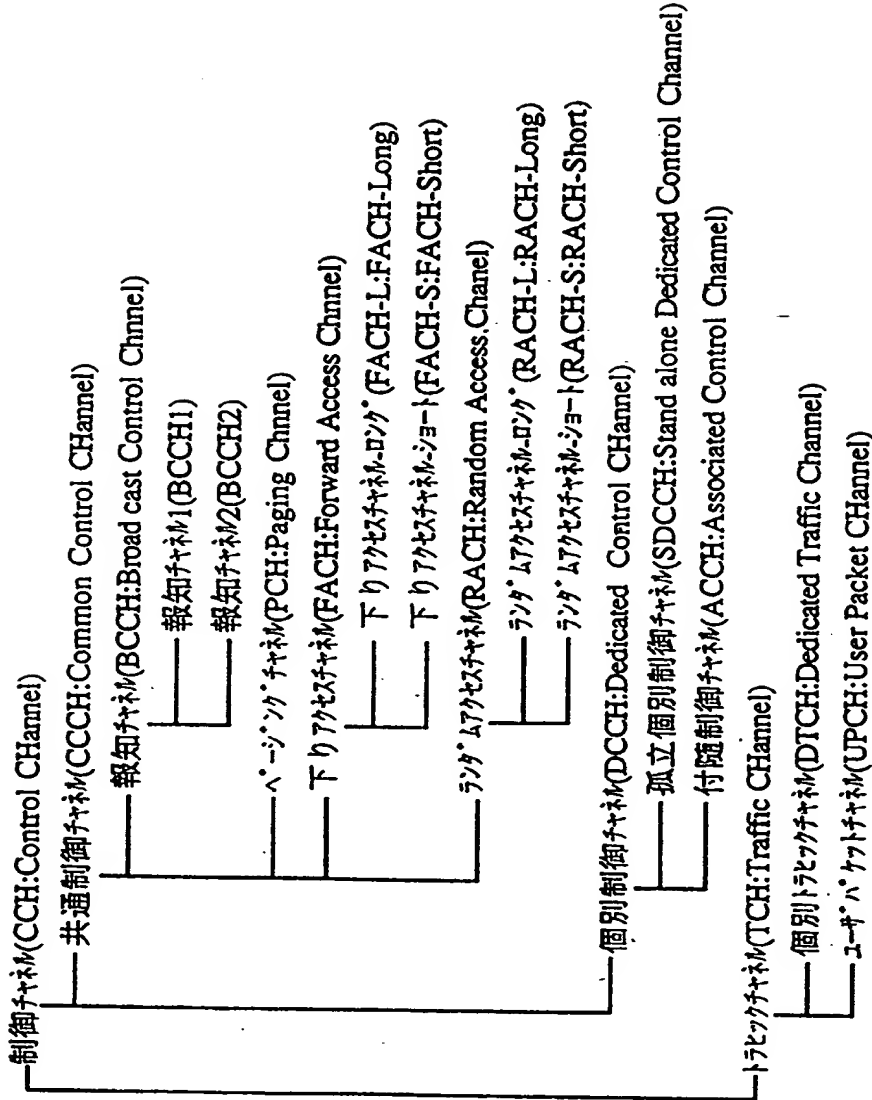 制御ﾁｬﾈﾙ(CCH:Control CHannel)
共通制御ﾁｬﾈﾙ(CCCH:Common Control CHannel)
報知ﾁｬﾈﾙ(BCCH:Broad cast Control Chnnel)
報知ﾁｬﾈﾙ1(BCCH1)
報知ﾁｬﾈﾙ2(BCCH2)
ﾍﾟｰｼﾞﾝｸﾞﾁｬﾈﾙ(PCH:Paging Chnnel)
下りｱｸｾｽﾁｬﾈﾙ(FACH:Forward Access Chnnel)
下りｱｸｾｽﾁｬﾈﾙ-ﾛﾝｸﾞ(FACH-L:FACH-Long)
下りｱｸｾｽﾁｬﾈﾙ-ｼｮｰﾄ(FACH-S:FACH-Short)
ﾗﾝﾀﾞﾑｱｸｾｽﾁｬﾈﾙ(RACH:Random Access.Chanel)
ﾗﾝﾀﾞﾑｱｸｾｽﾁｬﾈﾙ-ﾛﾝｸﾞ(RACH-L:RACH-Long)
ﾗﾝﾀﾞﾑｱｸｾｽﾁｬﾈﾙ-ｼｮｰﾄ(RACH-S:RACH-Short)
個別制御ﾁｬﾈﾙ(DCCH:Dedicated Control CHannel)
孤立個別制御ﾁｬﾈﾙ(SDCCH:Stand alone Dedicated Control Channel)
付随制御ﾁｬﾈﾙ(ACCH:Associated Control Channel)
ﾄﾗﾋｯｸﾁｬﾈﾙ(TCH:Traffic CHannel)
個別ﾄﾗﾋｯｸﾁｬﾈﾙ(DTCH:Dedicated Traffic Channel)
ﾕｰｻﾞﾊﾟｹｯﾄﾁｬﾈﾙ(UPCH:User Packet CHannel)